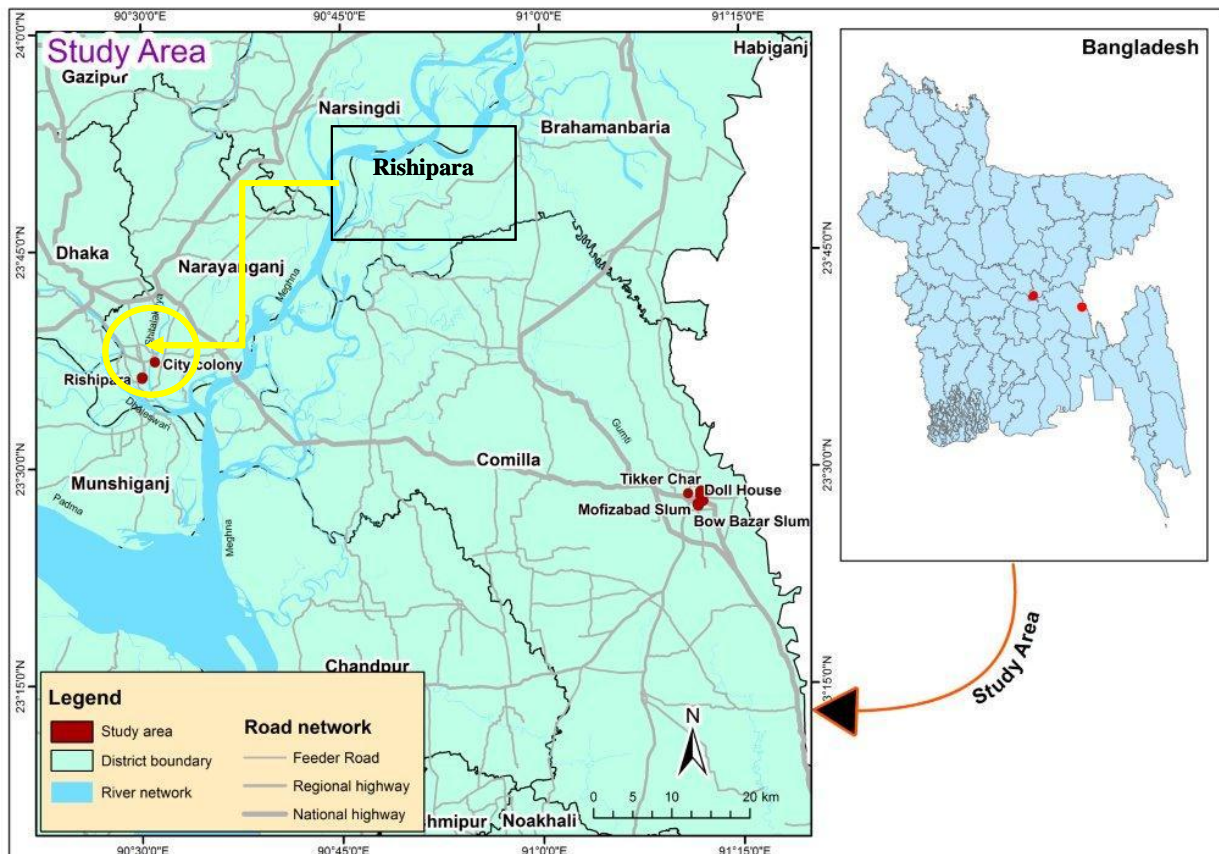 90°30'0"E 90°45'0"E 91°0'0"E 91°15'0"E
24°0'0"N
Study Area
Habiganj
Bangladesh
Gazipur
Narsingdi
Brahamanbaria
Rishipara
23°45'0"N
23°45'0"N
Dhaka
Narayanganj
Meghna
City colony
Rishipara
Dhaleswari
Gumti
23°30'0"N
23°30'0"N
Comilla
Tikker Char
Doll House
Munshiganj
Mofizabad Slum
Bow Bazar Slum
Padma
Meghna
Study Area
Chandpur
23°15'0"N
23°15'0"N
Legend
Study area
District boundary
River network
Road network
Feeder Road
Regional highway
National highway
N
0 5 10 20 km
shmipur Noakhali
90°30'0"E 90°45'0"E 91°0'0"E 91°15'0"E